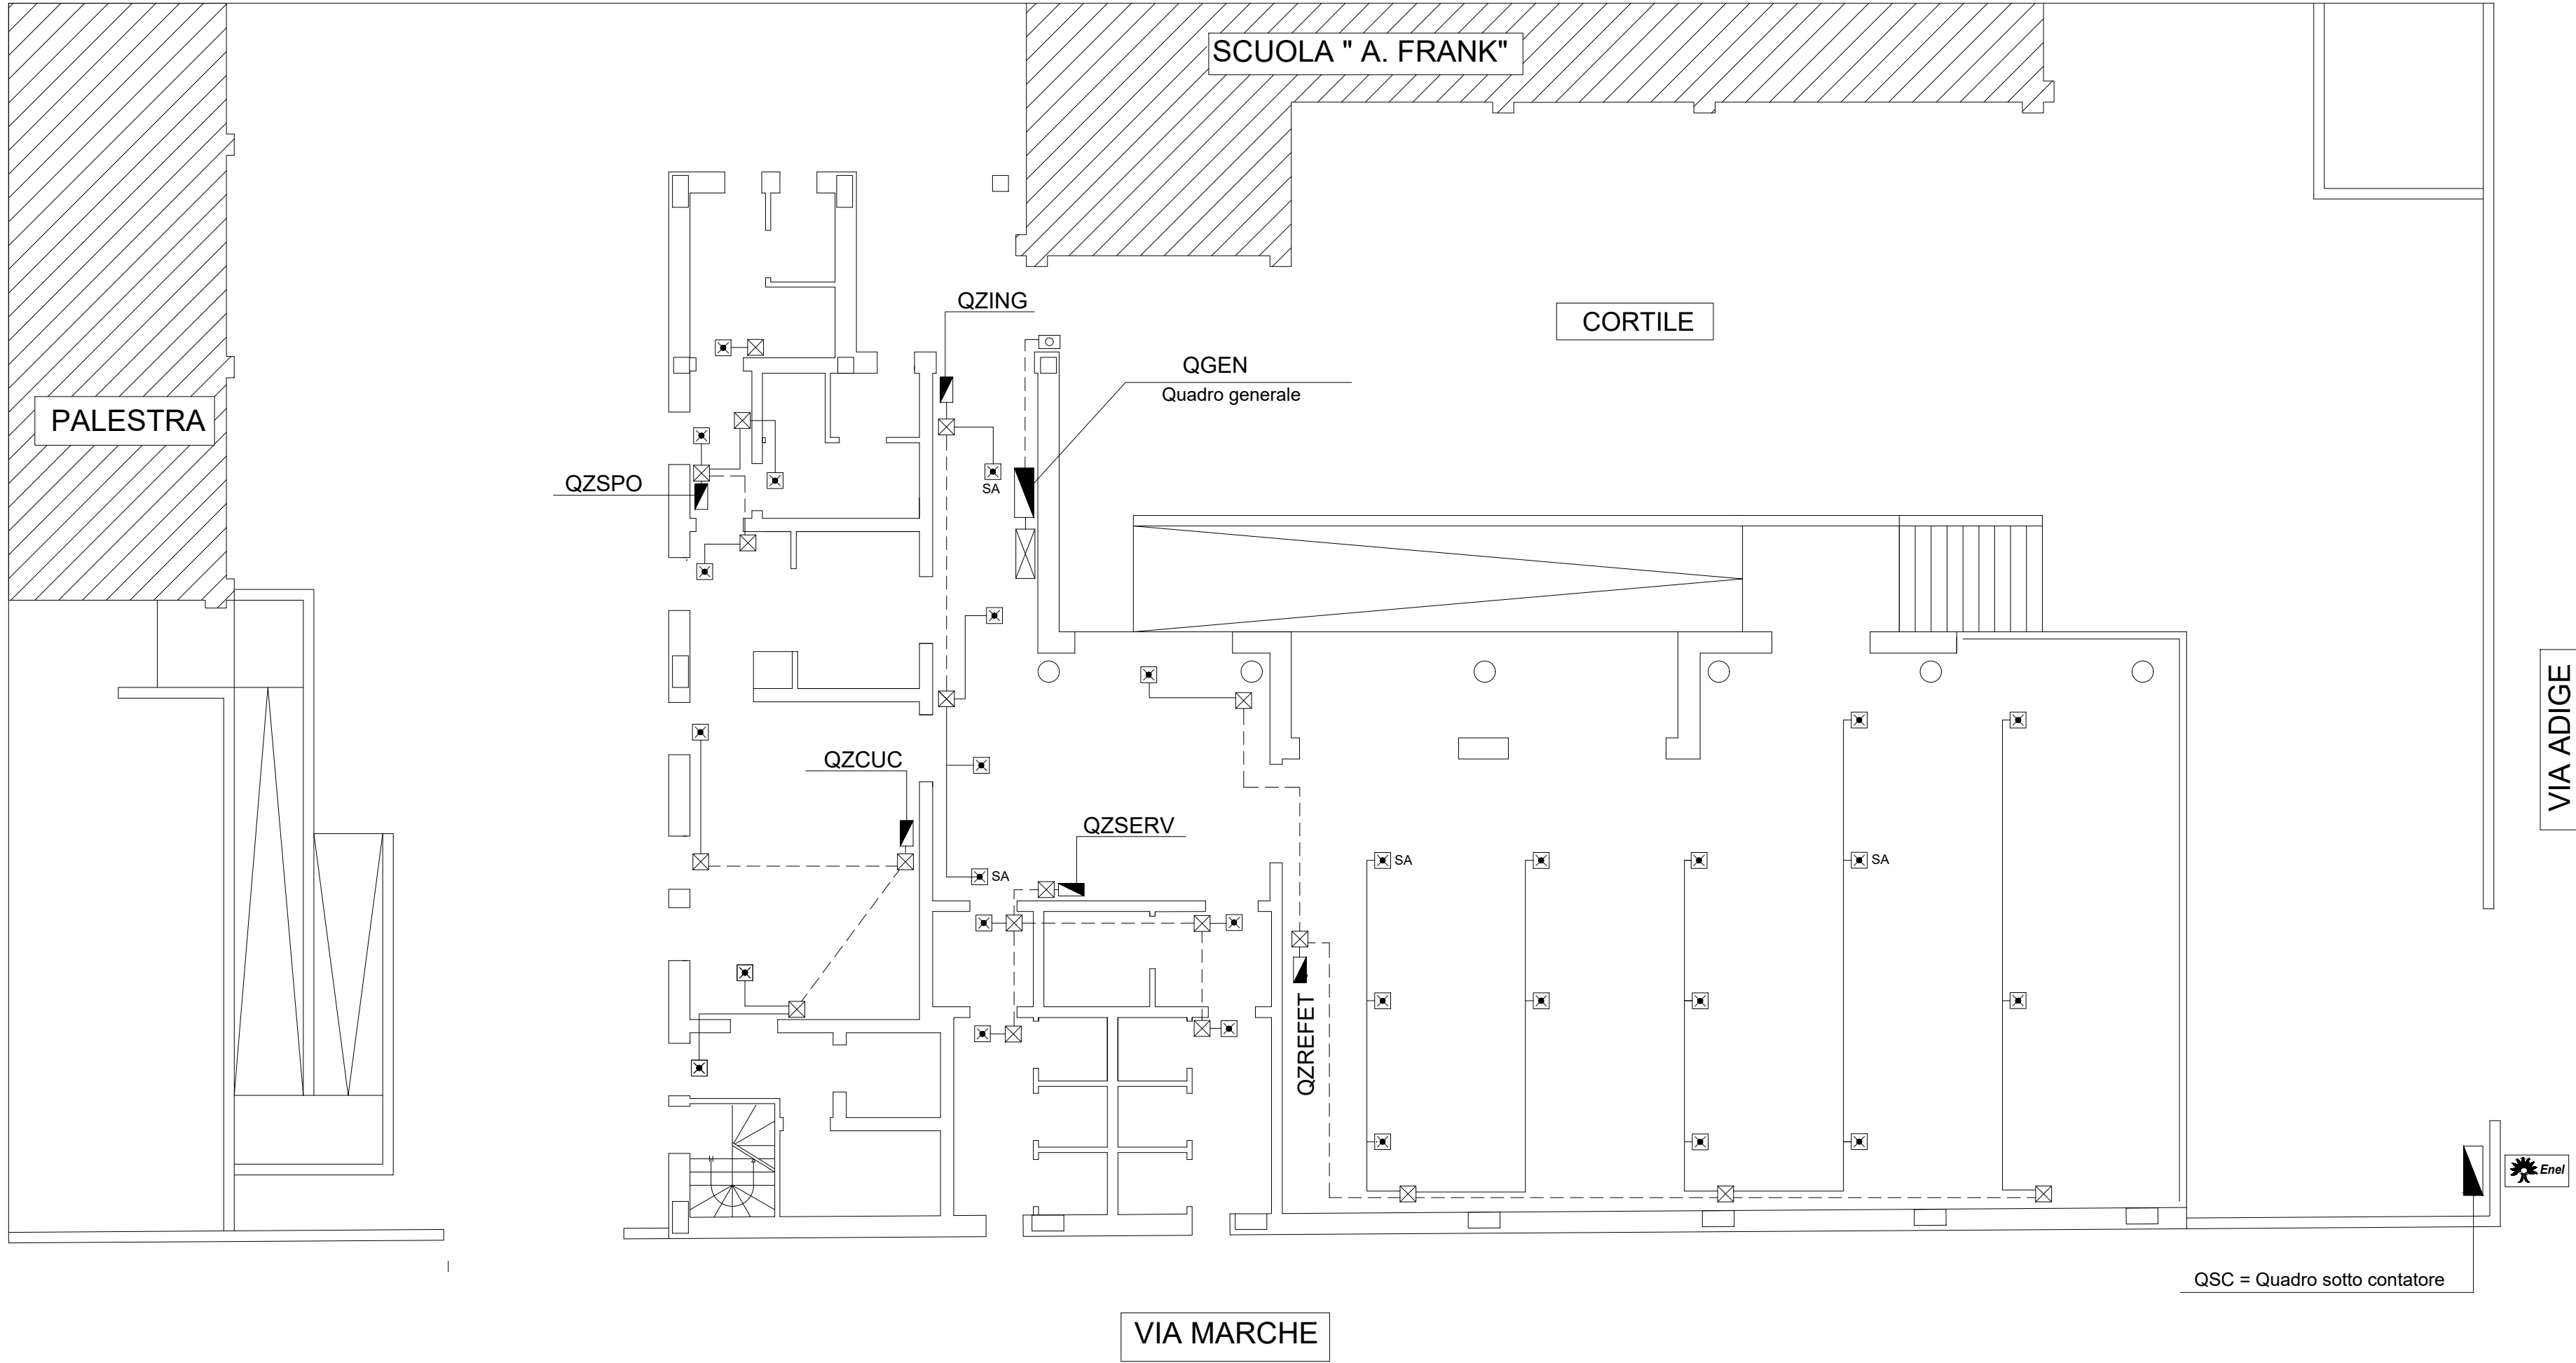 SCUOLA " A. FRANK"
QZING
CORTILE
QGEN
Quadro generale
PALESTRA
QZSPO
SA
VIA ADIGE
QZCUC
QZSERV
SA
SA
SA
QZREFET
Enel
QSC = Quadro sotto contatore
VIA MARCHE